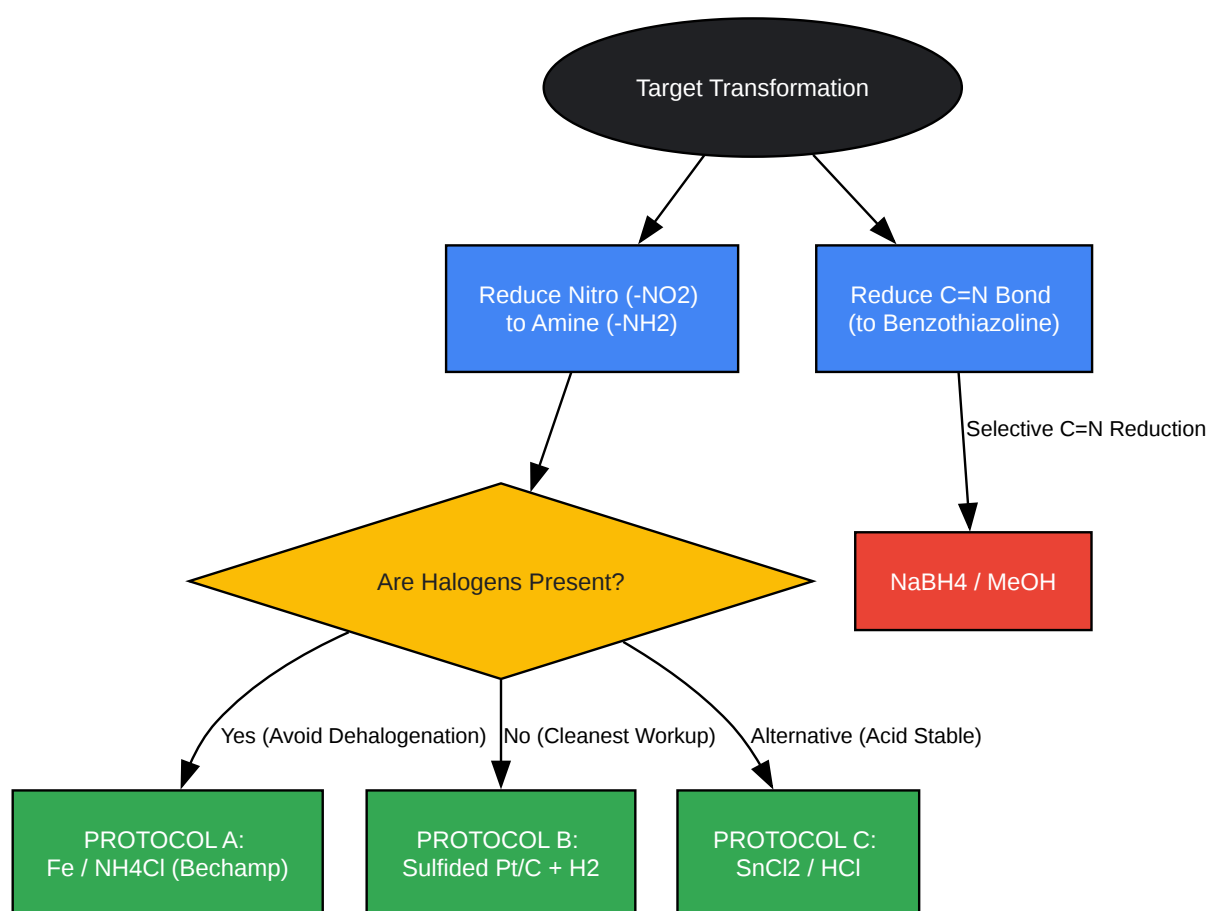 Target Transformation
Reduce Nitro (-NO2)
to Amine (-NH2)
Reduce C=N Bond
(to Benzothiazoline)
Selective C=N Reduction
Are Halogens Present?
NaBH4 / MeOH
Yes (Avoid Dehalogenation)
No (Cleanest Workup)
Alternative (Acid Stable)
PROTOCOL A:
Fe / NH4Cl (Bechamp)
PROTOCOL B:
Sulfided Pt/C + H2
PROTOCOL C:
SnCl2 / HCl